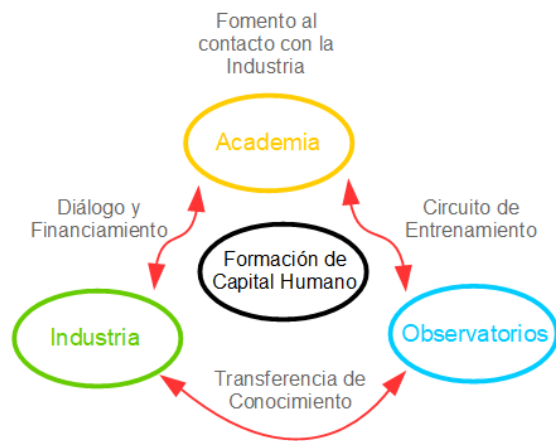 Fomento al
contacto con la
Industria
Academia
Diálogo y
Financiamiento
Circuito de
Entrenamiento
Formación de
Capital Humano
Industria
Observatorios
Transferencia de
Conocimiento